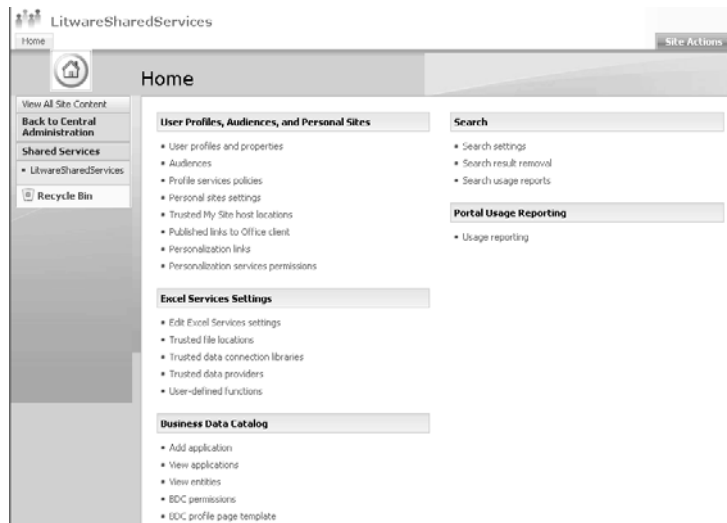 LitwareSharedServices
Home
Site Actions
Home
View All Site Content
Back to Central
Administration
Shared Services
LitwareSharedServices
Recycle Bin
User Profiles, Audiences, and Personal Sites
User profiles and properties
Audiences
Profile services policies
Personal sites settings
Trusted My Site host locations
Published links to Office client
Personalization links
Personalization services permissions
Excel Services Settings
Edit Excel Services settings
Trusted file locations
Trusted data connection libraries
Trusted data providers
User-defined functions
Business Data Catalog
Add application
View applications
View entities
BDC permissions
BDC profile page template
Search
Search settings
Search result removal
Search usage reports
Portal Usage Reporting
Usage reporting